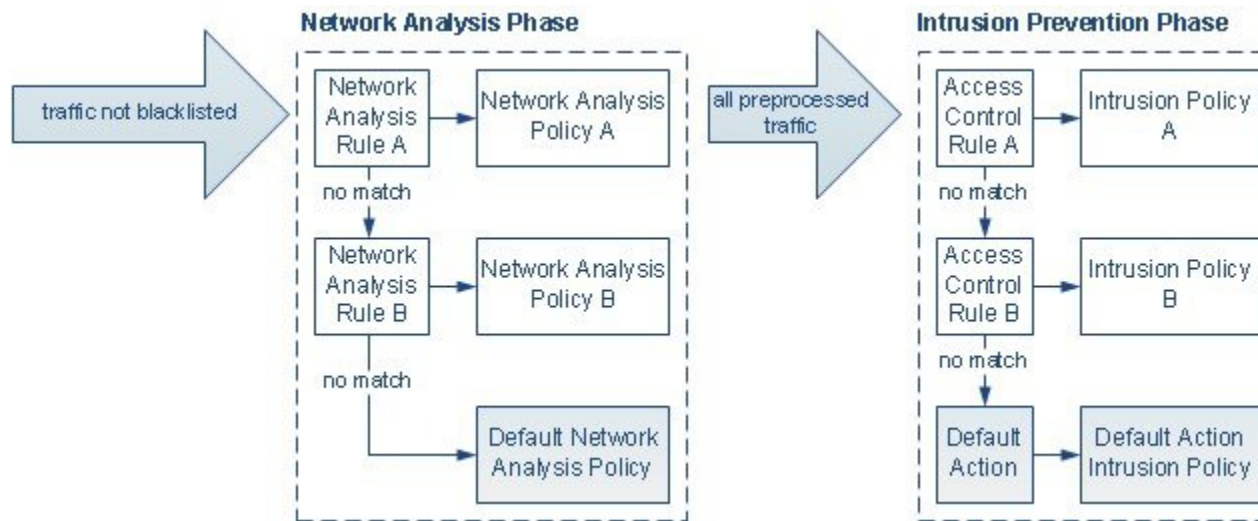 Network Analysis Phase
Intrusion Prevention Phase
traffic not blacklisted
Network
Analysis
Rule A
Network Analysis
Policy A
no match
Network
Analysis
Rule B
Network Analysis
Policy B
no match
Default Network
Analysis Policy
all preprocessed
traffic
Access
Control
Rule A
Intrusion Policy
A
no match
Access
Control
Rule B
Intrusion Policy
B
no match
Default
Action
Default Action
Intrusion Policy